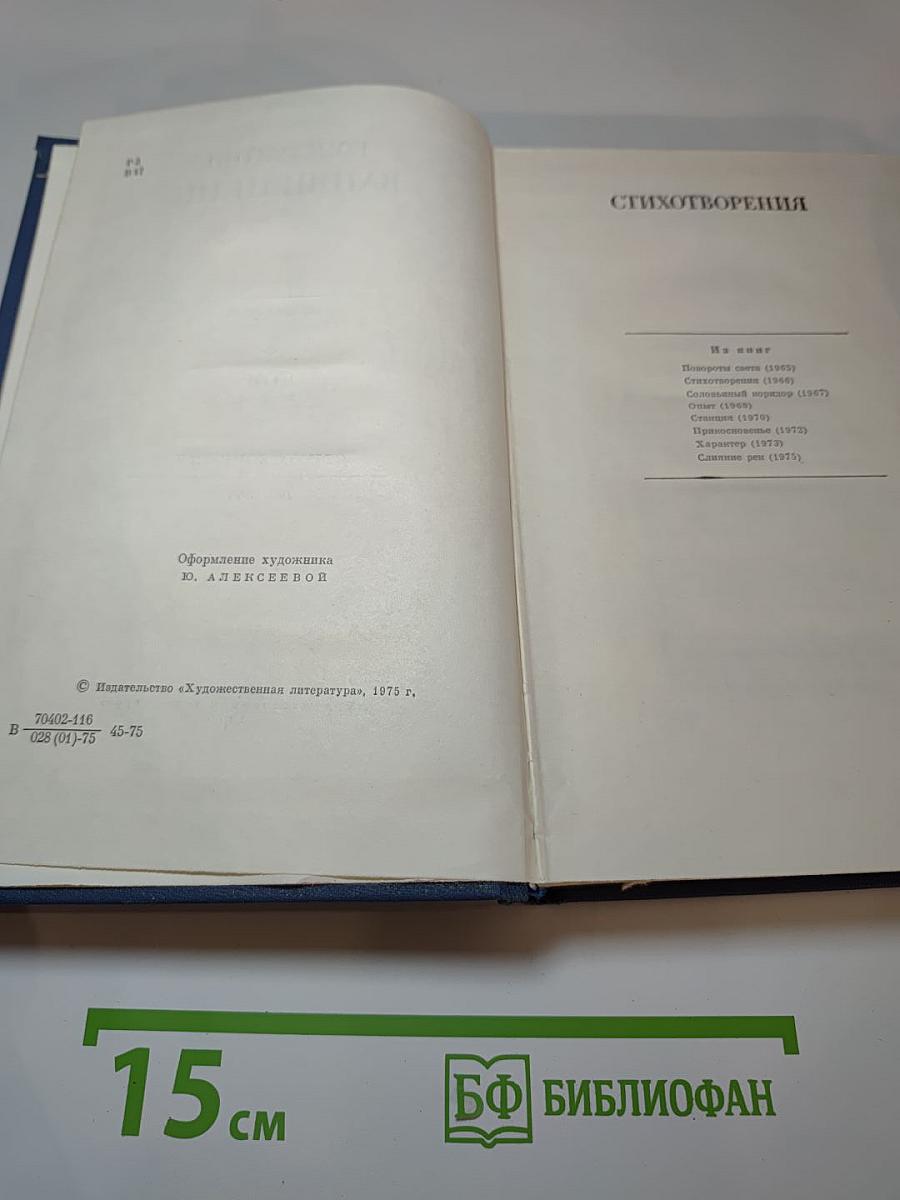 Оформление художника
Ю. АЛЕКСЕЕВОЙ
© Издательство «Художественная литература», 1975 г.
В 70402-116
028 (01)-75 45-75
СТИХОТВОРЕНИЯ
Из книг
Повороты света (1965)
Стихотворения (1966)
Соловьиный коридор (1967)
Опыт (1968)
Станция (1970)
Прикосновенье (1972)
Характер (1973)
Слияние рек (1975)
15 см
БФ БИБЛИОФАН